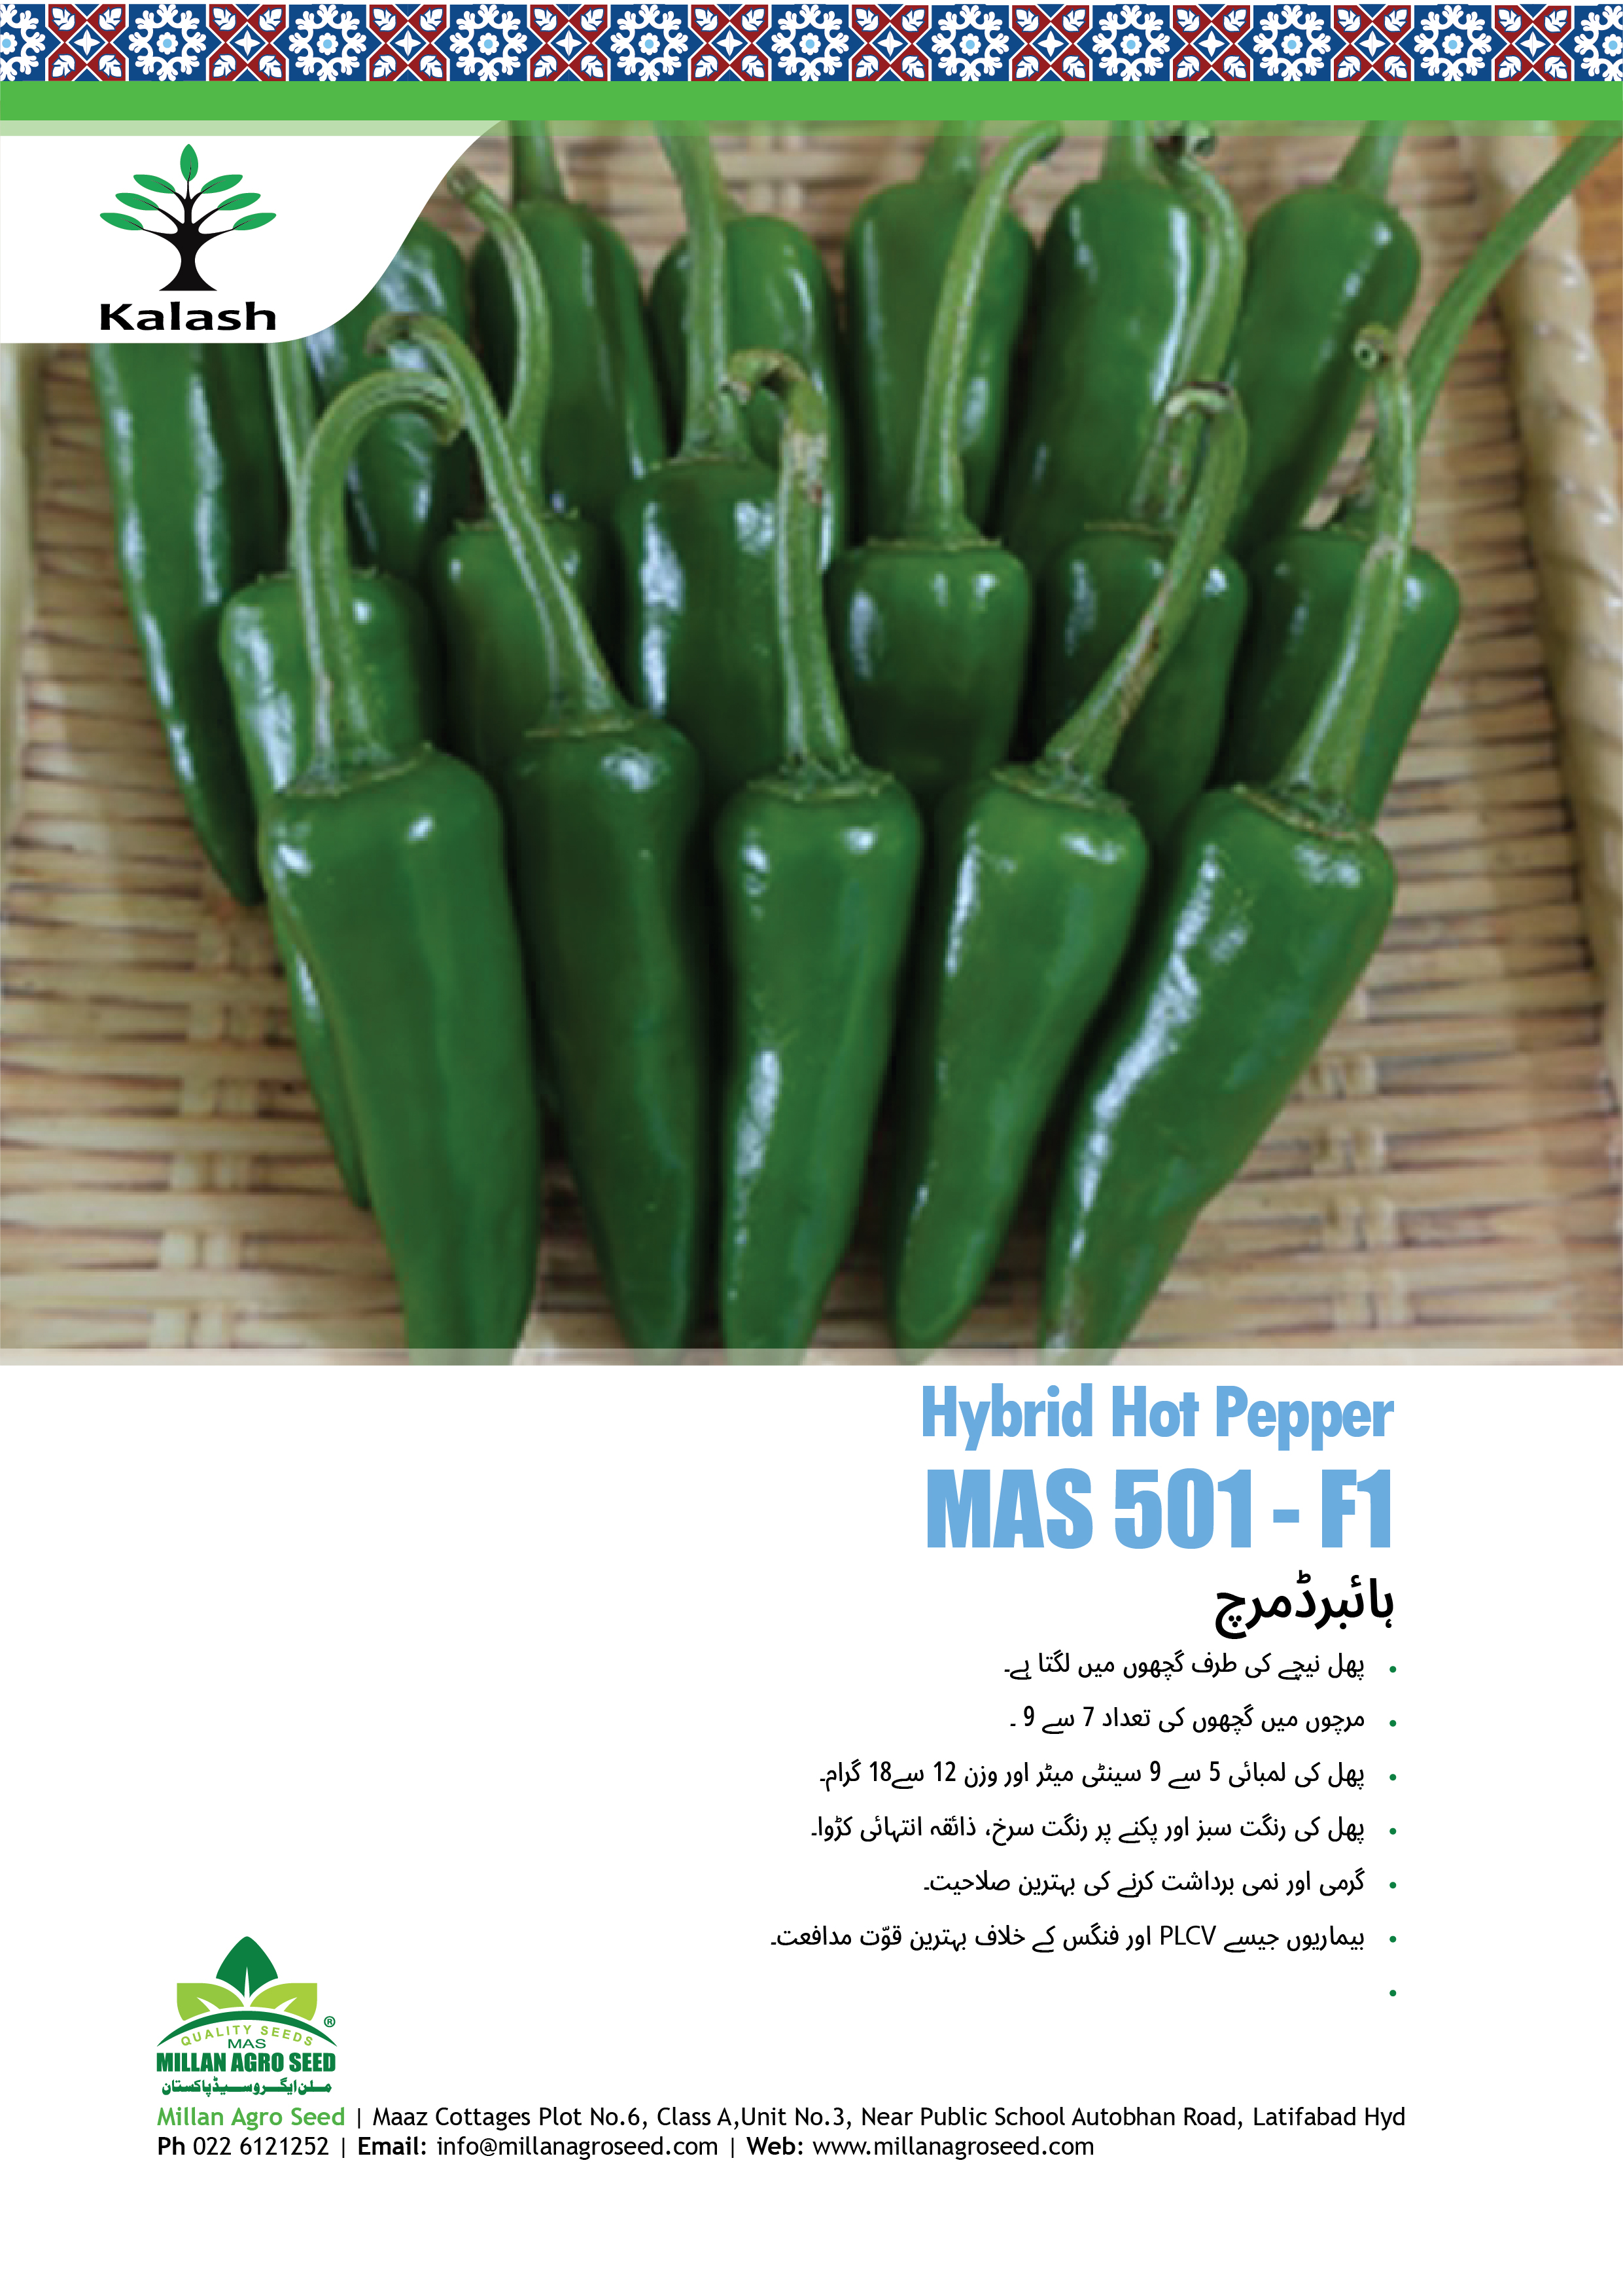 Kalash
Hybrid Hot Pepper
MAS 501 - F1
ہائبرڈمرچ
پھل نیچے کی طرف گچھوں میں لگتا ہے۔
مرچوں میں گچھوں کی تعداد 7 سے 9 ۔
پھل کی لمبائی 5 سے 9 سینٹی میٹر اور وزن 12 سے18 گرام۔
پھل کی رنگت سبز اور پکنے پر رنگت سرخ، ذائقہ انتہائی کڑوا۔
گرمی اور نمی برداشت کرنے کی بہترین صلاحیت۔
بیماریوں جیسے PLCV اور فنگس کے خلاف بہترین قوّت مدافعت۔
®
QUALITY SEEDS
MAS
MILLAN AGRO SEED
ملن ایگرو سیڈ پاکستان
Millan Agro Seed | Maaz Cottages Plot No.6, Class A,Unit No.3, Near Public School Autobhan Road, Latifabad Hyd
Ph 022 6121252 | Email: info@millanagroseed.com | Web: www.millanagroseed.com